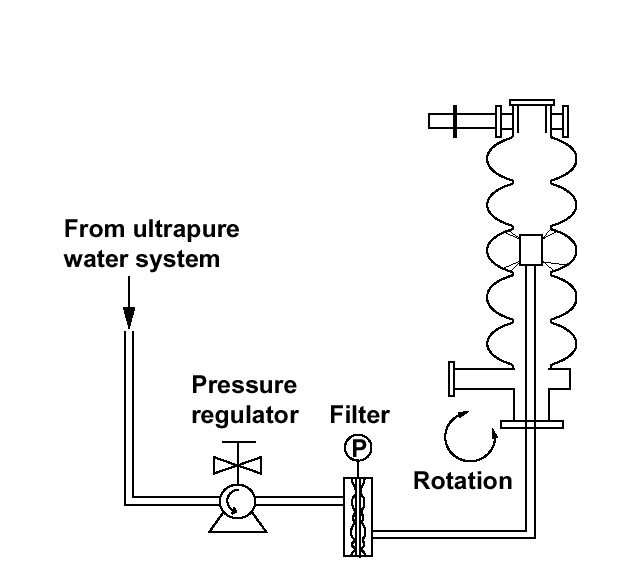 From ultrapure
water system
Pressure
regulator
Filter
P
Rotation